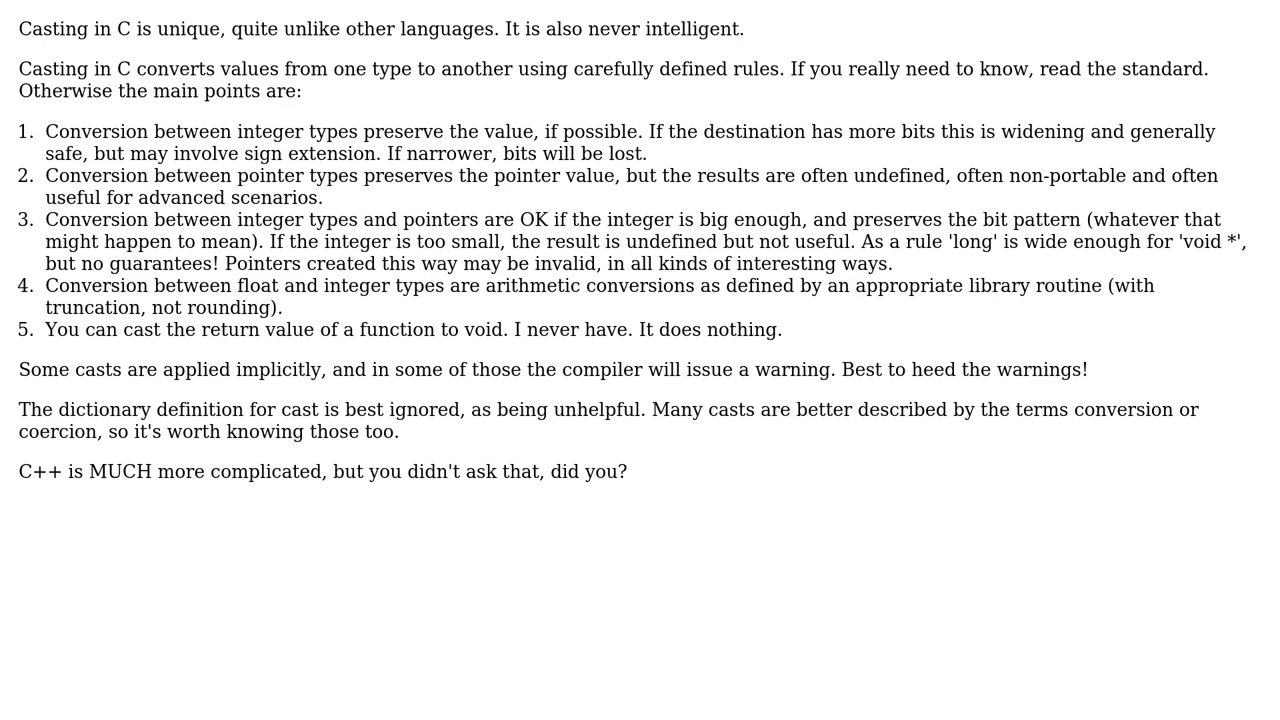 Casting in C is unique, quite unlike other languages. It is also never intelligent.
Casting in C converts values from one type to another using carefully defined rules. If you really need to know, read the standard.
Otherwise the main points are:
1. Conversion between integer types preserve the value, if possible. If the destination has more bits this is widening and generally
safe, but may involve sign extension. If narrower, bits will be lost.
2. Conversion between pointer types preserves the pointer value, but the results are often undefined, often non-portable and often
useful for advanced scenarios.
3. Conversion between integer types and pointers are OK if the integer is big enough, and preserves the bit pattern (whatever that
might happen to mean). If the integer is too small, the result is undefined but not useful. As a rule 'long' is wide enough for 'void *',
but no guarantees! Pointers created this way may be invalid, in all kinds of interesting ways.
4. Conversion between float and integer types are arithmetic conversions as defined by an appropriate library routine (with
truncation, not rounding).
5. You can cast the return value of a function to void. I never have. It does nothing.
Some casts are applied implicitly, and in some of those the compiler will issue a warning. Best to heed the warnings!
The dictionary definition for cast is best ignored, as being unhelpful. Many casts are better described by the terms conversion or
coercion, so it's worth knowing those too.
C++ is MUCH more complicated, but you didn't ask that, did you?